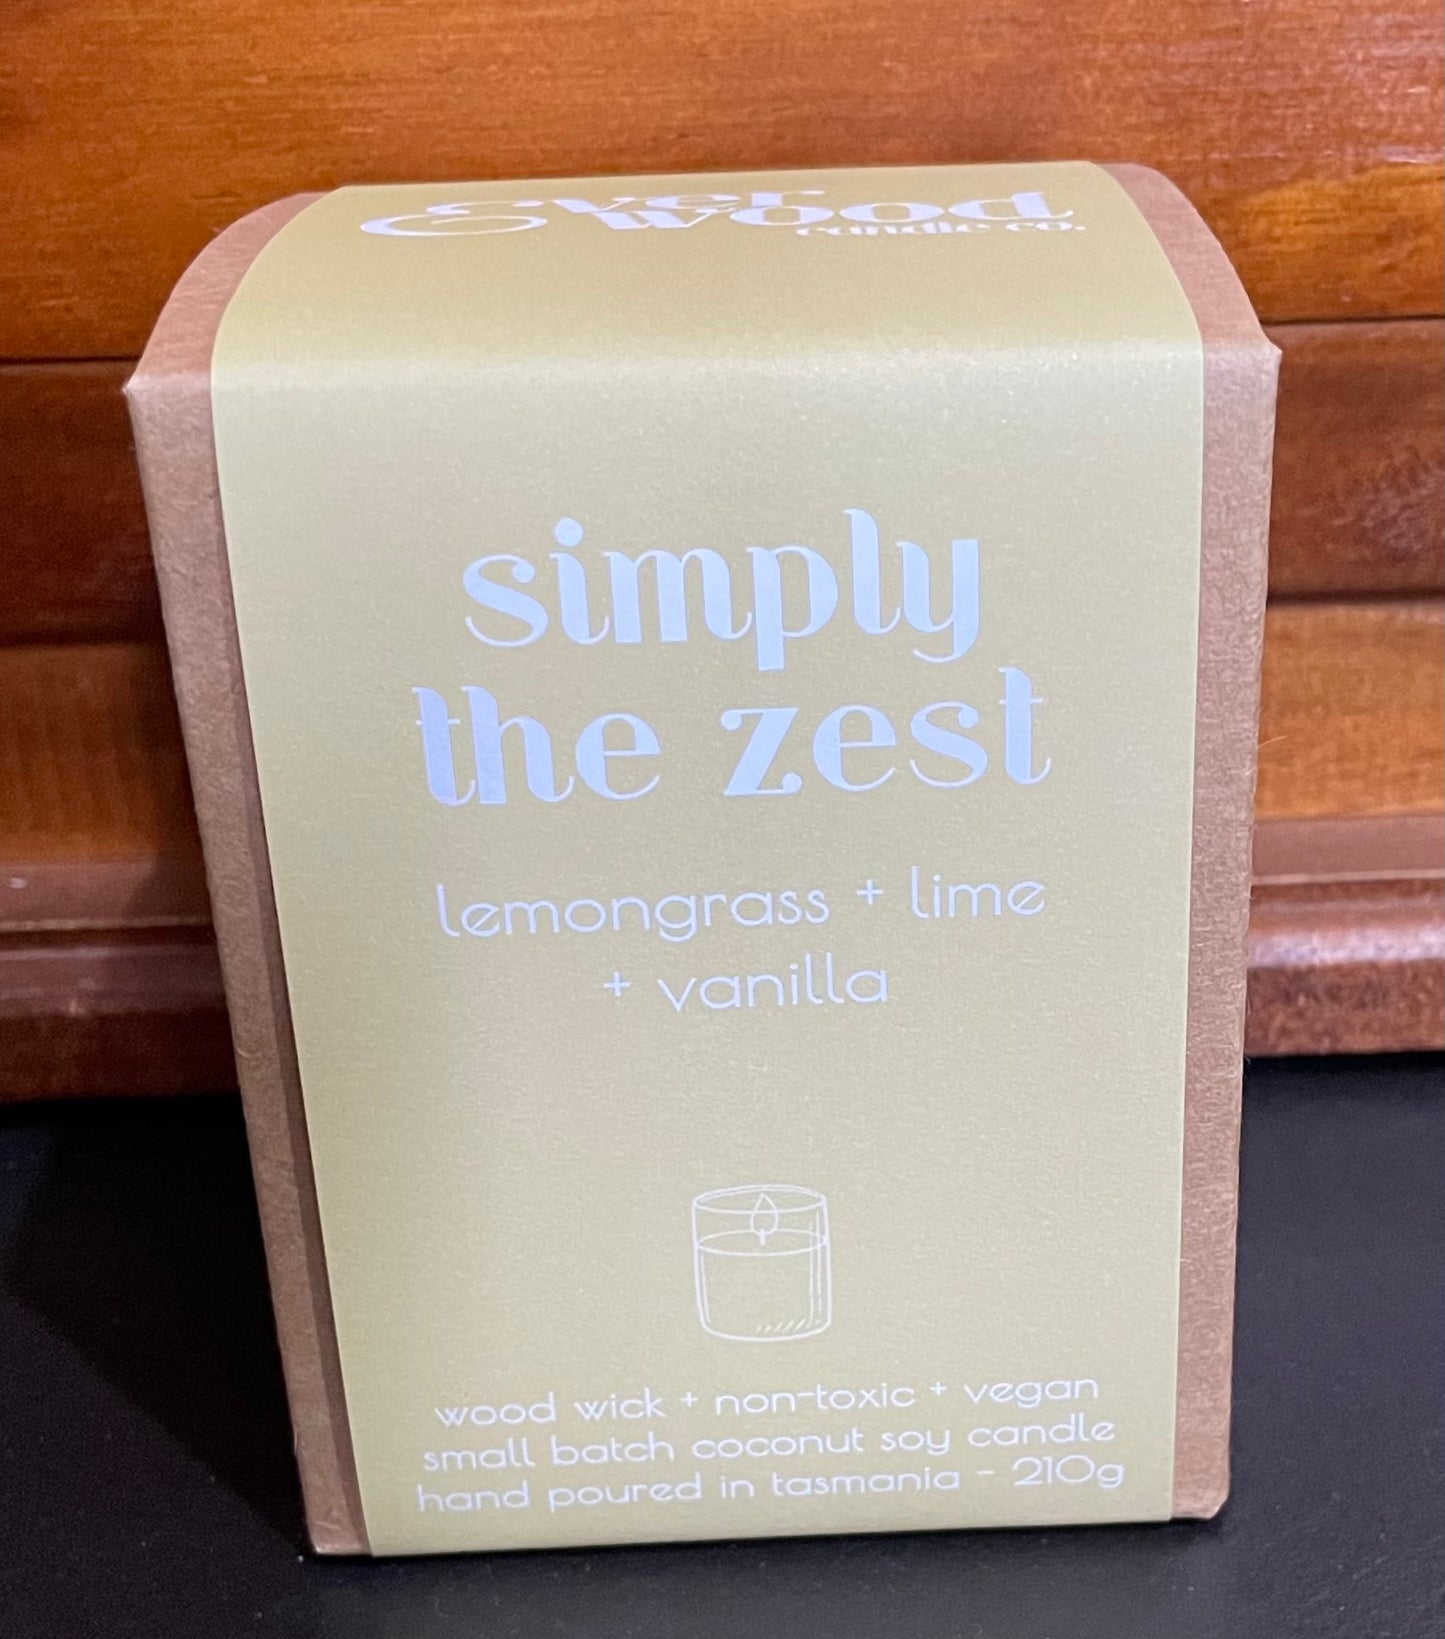 Ever
wood
candle co.
simply
the zest
lemongrass + lime
+ vanilla
wood wick + non-toxic + vegan
small batch coconut soy candle
hand poured in tasmania - 210g